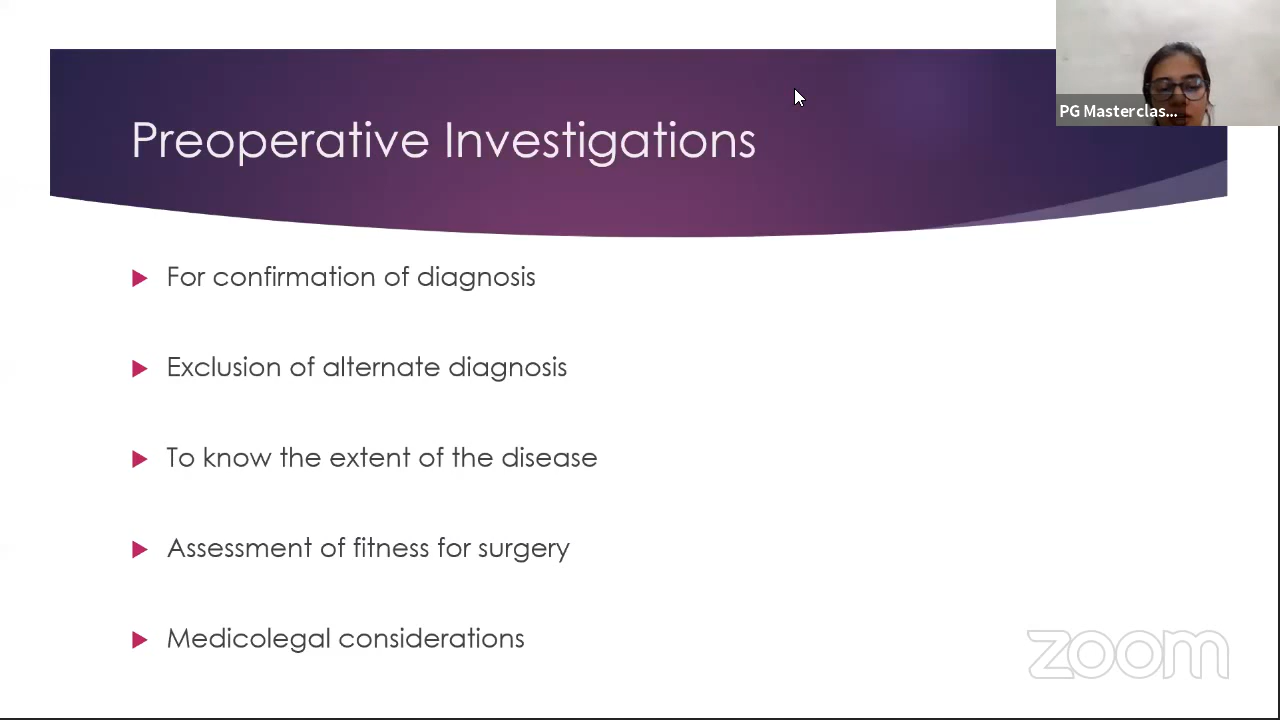 PG Masterclas...
Preoperative Investigations
For confirmation of diagnosis
Exclusion of alternate diagnosis
To know the extent of the disease
Assessment of fitness for surgery
Medicolegal considerations
zoom